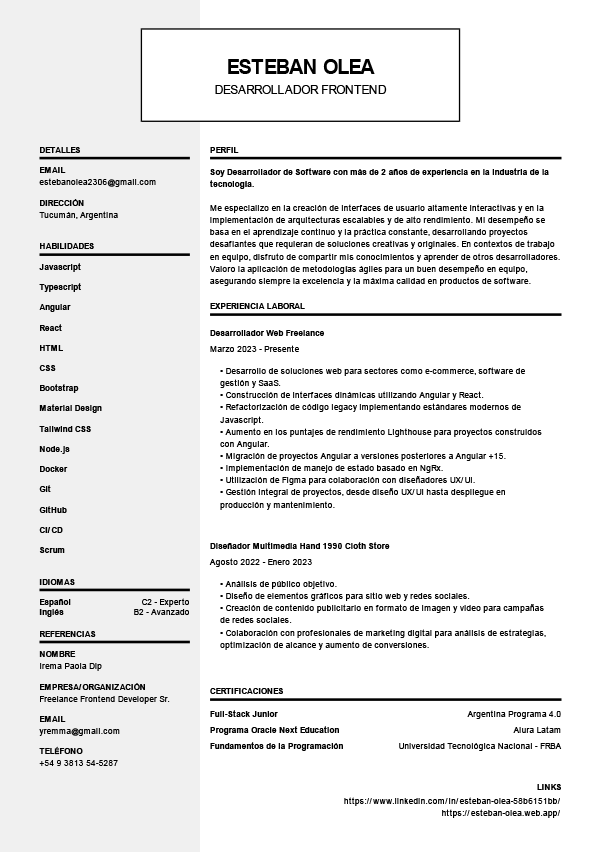 ESTEBAN OLEA
DESARROLLADOR FRONTEND
DETALLES
EMAIL
estebanolea2306@gmail.com
DIRECCIÓN
Tucumán, Argentina
HABILIDADES
Javascript
Typescript
Angular
React
HTML
CSS
Bootstrap
Material Design
Tailwind CSS
Node.js
Docker
Git
GitHub
CI/CD
Scrum
IDIOMAS
Español C2 - Experto
Inglés B2 - Avanzado
REFERENCIAS
NOMBRE
Irema Paola Dip
EMPRESA/ORGANIZACIÓN
Freelance Frontend Developer Sr.
EMAIL
yremma@gmail.com
TELÉFONO
+54 9 3813 54-5287
PERFIL
Soy Desarrollador de Software con más de 2 años de experiencia en la industria de la
tecnología.
Me especializo en la creación de interfaces de usuario altamente interactivas y en la
implementación de arquitecturas escalables y de alto rendimiento. Mi desempeño se
basa en el aprendizaje continuo y la práctica constante, desarrollando proyectos
desafiantes que requieran de soluciones creativas y originales. En contextos de trabajo
en equipo, disfruto de compartir mis conocimientos y aprender de otros desarrolladores.
Valoro la aplicación de metodologías ágiles para un buen desempeño en equipo,
asegurando siempre la excelencia y la máxima calidad en productos de software.
EXPERIENCIA LABORAL
Desarrollador Web Freelance
Marzo 2023 - Presente
• Desarrollo de soluciones web para sectores como e-commerce, software de
gestión y SaaS.
• Construcción de interfaces dinámicas utilizando Angular y React.
• Refactorización de código legacy implementando estándares modernos de
Javascript.
• Aumento en los puntajes de rendimiento Lighthouse para proyectos construidos
con Angular.
• Migración de proyectos Angular a versiones posteriores a Angular +15.
• Implementación de manejo de estado basado en NgRx.
• Utilización de Figma para colaboración con diseñadores UX/UI.
• Gestión integral de proyectos, desde diseño UX/UI hasta despliegue en
producción y mantenimiento.
Diseñador Multimedia Hand 1990 Cloth Store
Agosto 2022 - Enero 2023
• Análisis de público objetivo.
• Diseño de elementos gráficos para sitio web y redes sociales.
• Creación de contenido publicitario en formato de imagen y video para campañas
de redes sociales.
• Colaboración con profesionales de marketing digital para análisis de estrategias,
optimización de alcance y aumento de conversiones.
CERTIFICACIONES
Full-Stack Junior Argentina Programa 4.0
Programa Oracle Next Education Alura Latam
Fundamentos de la Programación Universidad Tecnológica Nacional - FRBA
LINKS
https://www.linkedin.com/in/esteban-olea-58b6151bb/
https://esteban-olea.web.app/